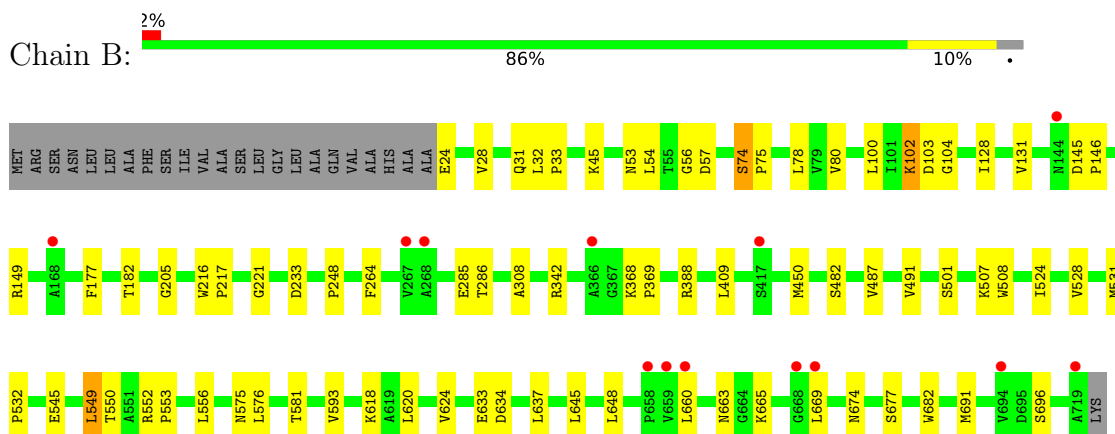 2%
Chain B:
86% 10% •
MET ARG SER ASN LEU LEU ALA PHE SER ILE VAL ALA SER LEU GLY LEU ALA GLN VAL ALA HIS ALA ALA E24 V28 Q31 L32 P33 K45 N53 L54 T55 G56 D57 S74 P75 L78 V79 V80 L100 I101 K102 D103 G104 I128 V131 N144 D145 P146
R149 A168 F177 T182 G205 W216 P217 G221 D233 P248 F264 V267 A268 E285 T286 A308 R342 A366 G367 K368 P369 R388 L409 S417 M450 S482 V487 V491 S501 K507 W508 I524 V528 M531
P532 E545 L549 T550 A551 R552 P553 L556 N575 L576 T581 V593 K618 A619 L620 V624 E633 D634 L637 L645 L648 P658 V659 L660 N663 G664 K665 G668 L669 N674 S677 W682 M691 V694 D695 S696 A719 LYS